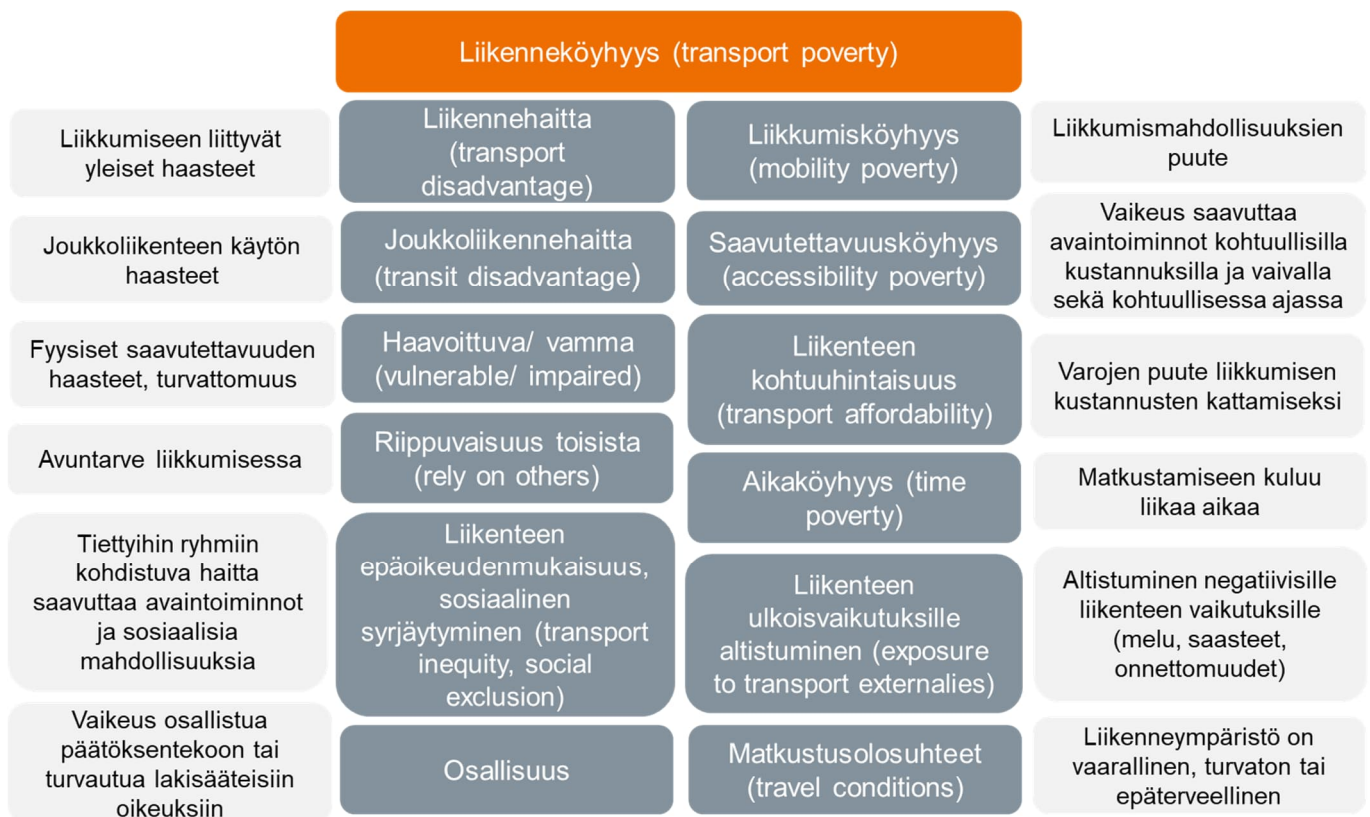 Liikenneköyhyys (transport poverty)
Liikkumiseen liittyvät
yleiset haasteet
Liikennehaitta
(transport
disadvantage)
Liikkumisköyhyys
(mobility poverty)
Liikkumismahdollisuuksien
puute
Joukkoliikenteen käytön
haasteet
Joukkoliikennehaitta
(transit disadvantage)
Saavutettavuusköyhyys
(accessibility poverty)
Vaikeus saavuttaa
avaintoiminnot kohtuullisilla
kustannuksilla ja vaivalla
sekä kohtuullisessa ajassa
Fyysiset saavutettavuuden
haasteet, turvattomuus
Haavoittuva/ vamma
(vulnerable/ impaired)
Liikenteen
kohtuuhintaisuus
(transport affordability)
Varojen puute liikkumisen
kustannusten kattamiseksi
Avuntarve liikkumisessa
Riippuvaisuus toisista
(rely on others)
Aikaköyhyys (time
poverty)
Matkustamiseen kuluu
liikaa aikaa
Tiettyihin ryhmiin
kohdistuva haitta
saavuttaa avaintoiminnot
ja sosiaalisia
mahdollisuuksia
Liikenteen
epäoikeudenmukaisuus,
sosiaalinen
syrjäytyminen (transport
inequity, social
exclusion)
Liikenteen
ulkoisvaikutuksille
altistuminen (exposure
to transport externalies)
Altistuminen negatiivisille
liikenteen vaikutuksille
(melu, saasteet,
onnettomuudet)
Vaikeus osallistua
päätöksentekoon tai
turvautua lakisääteisiin
oikeuksiin
Osallisuus
Matkustusolosuhteet
(travel conditions)
Liikenneympäristö on
vaarallinen, turvaton tai
epäterveellinen